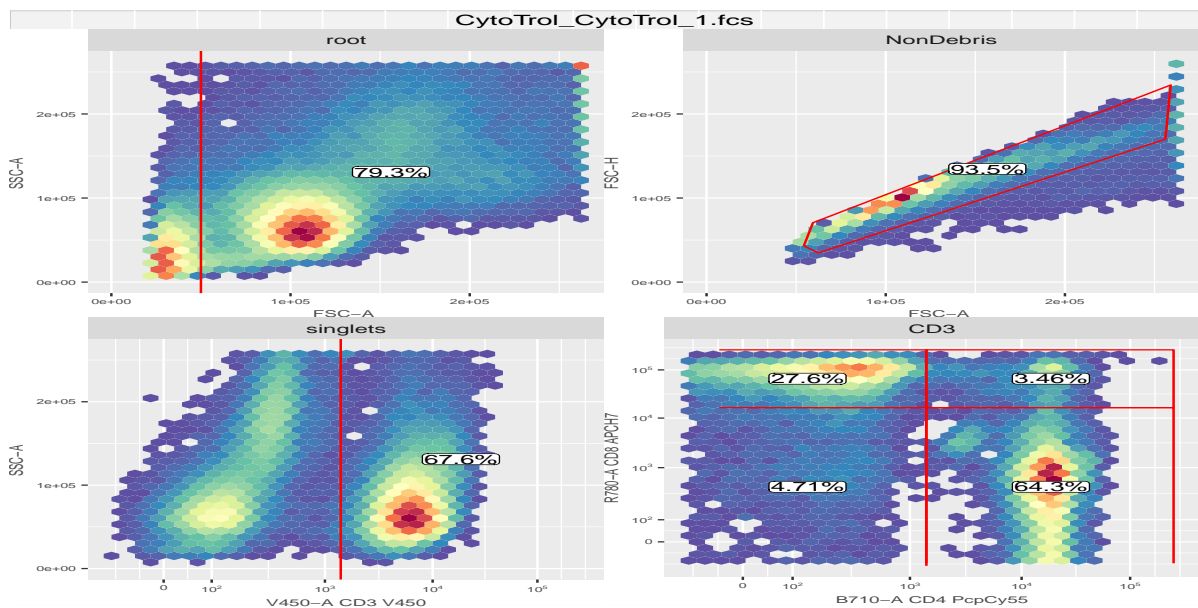 CytoTrol_CytoTrol_1.fcs
root
NonDebris
SSC-A
2e+05
1e+05
0e+00
79.3%
0e+00
1e+05
2e+05
FSC-A
FSC-H
2e+05
1e+05
0e+00
93.5%
0e+00
1e+05
2e+05
FSC-A
singlets
CD3
SSC-A
2e+05
1e+05
0e+00
67.6%
0
10²
10³
10⁴
10⁵
V450-A CD3 V450
R780-A CD8 APCH7
10⁵
10⁴
10³
10²
0
27.6%
3.46%
4.71%
64.3%
0
10²
10³
10⁴
10⁵
B710-A CD4 PcpCy55